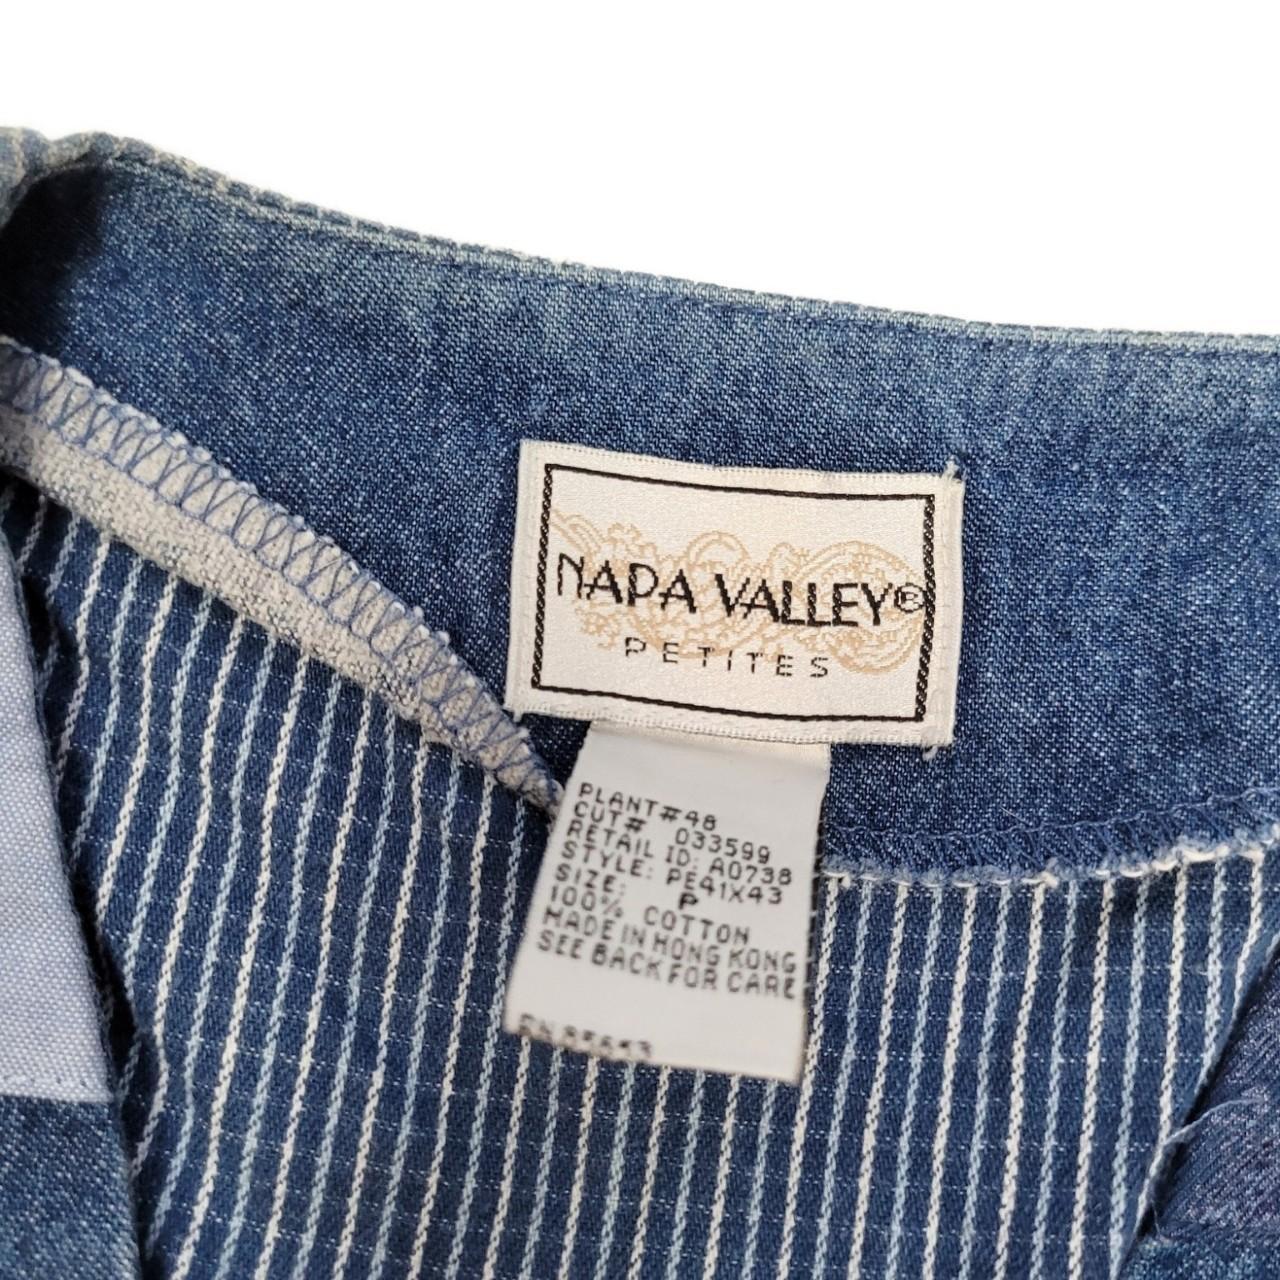 NAPA VALLEY®
PETITES
PLANT#48
CUT# 033599
RETAIL ID: A0738
STYLE: PE41X43
SIZE: P
100% COTTON
MADE IN HONG KONG
SEE BACK FOR CARE